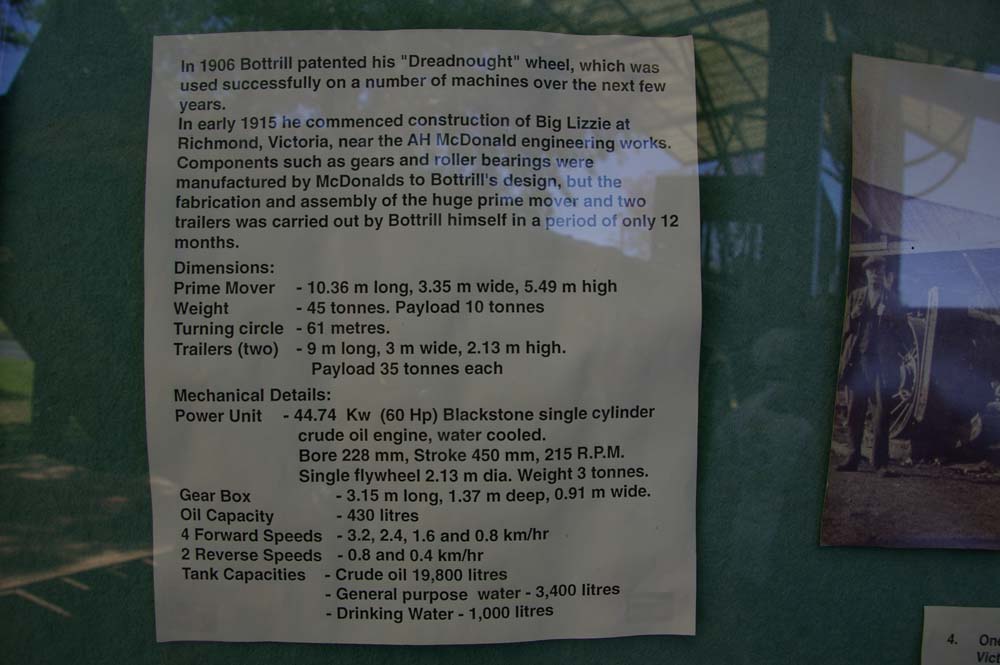 In 1906 Bottrill patented his "Dreadnought" wheel, which was
used successfully on a number of machines over the next few
years.
In early 1915 he commenced construction of Big Lizzie at
Richmond, Victoria, near the AH McDonald engineering works.
Components such as gears and roller bearings were
manufactured by McDonalds to Bottrill's design, but the
fabrication and assembly of the huge prime mover and two
trailers was carried out by Bottrill himself in a period of only 12
months.
Dimensions:
Prime Mover - 10.36 m long, 3.35 m wide, 5.49 m high
Weight - 45 tonnes. Payload 10 tonnes
Turning circle - 61 metres.
Trailers (two) - 9 m long, 3 m wide, 2.13 m high.
Payload 35 tonnes each
Mechanical Details:
Power Unit - 44.74 Kw (60 Hp) Blackstone single cylinder
crude oil engine, water cooled.
Bore 228 mm, Stroke 450 mm, 215 R.P.M.
Single flywheel 2.13 m dia. Weight 3 tonnes.
Gear Box - 3.15 m long, 1.37 m deep, 0.91 m wide.
Oil Capacity - 430 litres
4 Forward Speeds - 3.2, 2.4, 1.6 and 0.8 km/hr
2 Reverse Speeds - 0.8 and 0.4 km/hr
Tank Capacities - Crude oil 19,800 litres
- General purpose water - 3,400 litres
- Drinking Water - 1,000 litres
4.